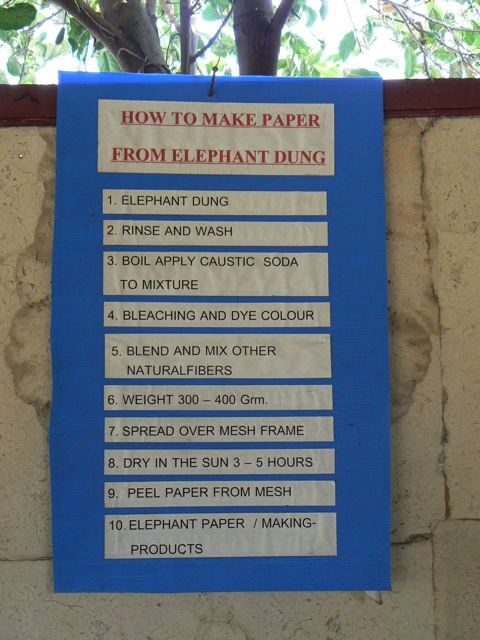 HOW TO MAKE PAPER
FROM ELEPHANT DUNG
1. ELEPHANT DUNG
2. RINSE AND WASH
3. BOIL APPLY CAUSTIC SODA
TO MIXTURE
4. BLEACHING AND DYE COLOUR
5. BLEND AND MIX OTHER
NATURALFIBERS
6. WEIGHT 300 – 400 Grm.
7. SPREAD OVER MESH FRAME
8. DRY IN THE SUN 3 – 5 HOURS
9. PEEL PAPER FROM MESH
10. ELEPHANT PAPER / MAKING-
PRODUCTS